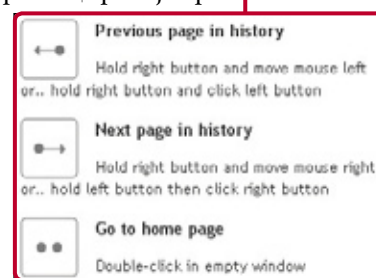 Previous page in history
Hold right button and move mouse left
or.. hold right button and click left button
Next page in history
Hold right button and move mouse right
or.. hold left button then click right button
Go to home page
Double-click in empty window